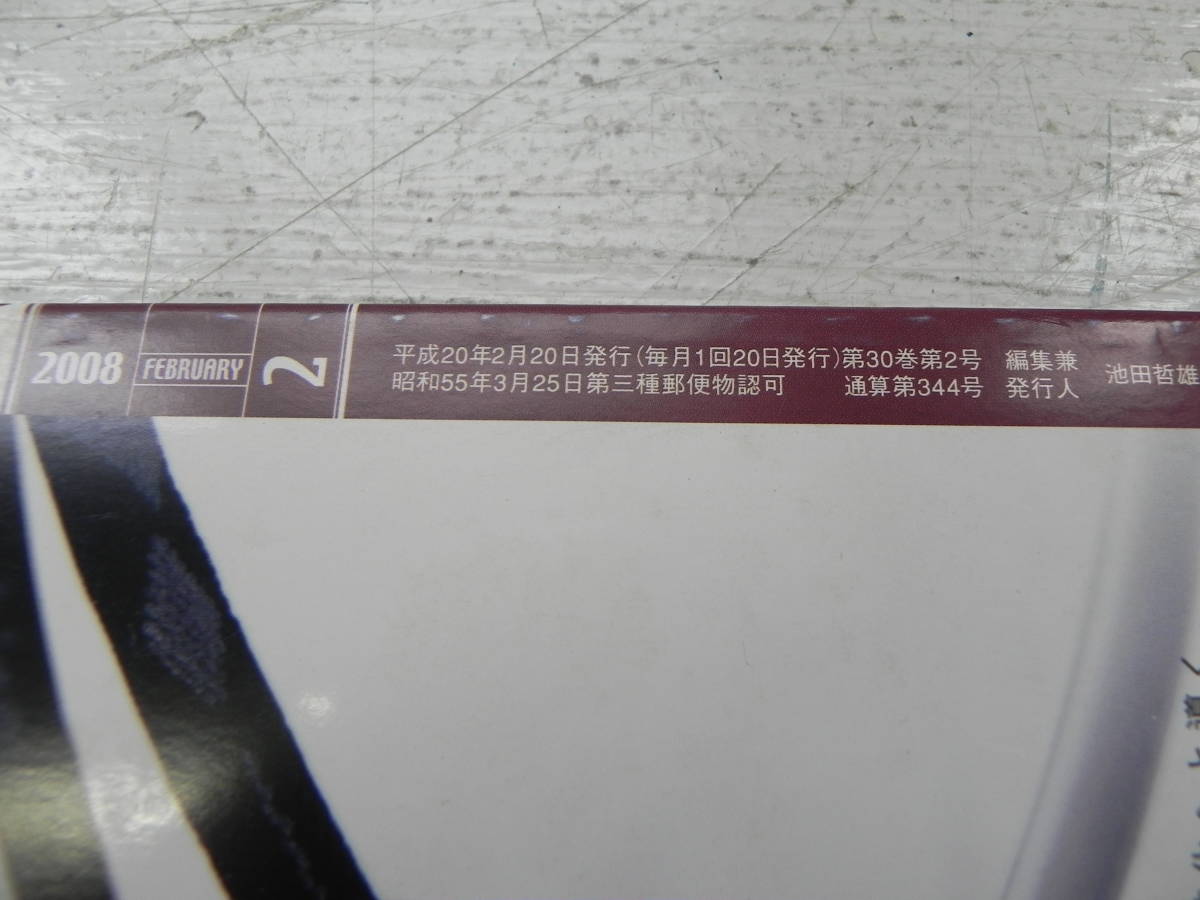 2008 FEBRUARY 2
平成20年2月20日発行(毎月1回20日発行)第30巻第2号 編集兼 池田哲雄
昭和55年3月25日第三種郵便物認可 通算第344号 発行人
と導く